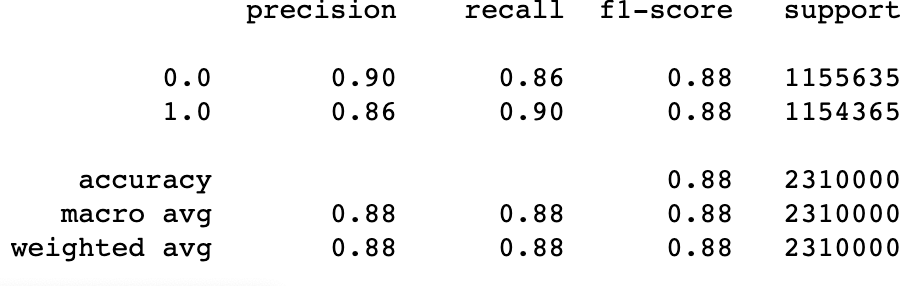 precision recall f1-score support
0.0 0.90 0.86 0.88 1155635
1.0 0.86 0.90 0.88 1154365
accuracy 0.88 2310000
macro avg 0.88 0.88 0.88 2310000
weighted avg 0.88 0.88 0.88 2310000